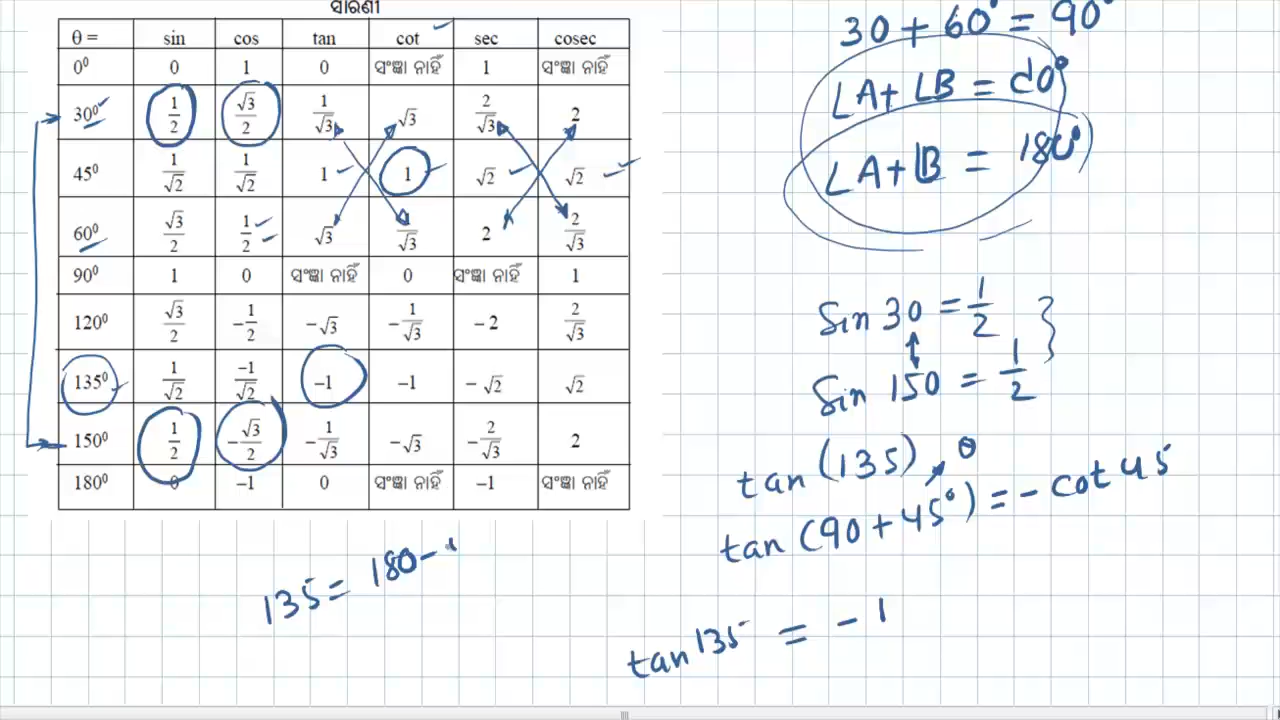 ସାରଣୀ
θ = sin cos tan cot sec cosec
0⁰ 0 1 0 ସଂଜ୍ଞା ନାହିଁ 1 ସଂଜ୍ଞା ନାହିଁ
30⁰ 1/2 √3/2 1/√3 √3 2/√3 2
45⁰ 1/√2 1/√2 1 1 √2 √2
60⁰ √3/2 1/2 √3 1/√3 2 2/√3
90⁰ 1 0 ସଂଜ୍ଞା ନାହିଁ 0 ସଂଜ୍ଞା ନାହିଁ 1
120⁰ √3/2 -1/2 -√3 -1/√3 -2 2/√3
135⁰ 1/√2 -1/√2 -1 -1 -√2 √2
150⁰ 1/2 -√3/2 -1/√3 -√3 -2/√3 2
180⁰ 0 -1 0 ସଂଜ୍ଞା ନାହିଁ -1 ସଂଜ୍ଞା ନାହିଁ
135 = 180 -
30 + 60° = 90°
∠A + ∠B = 90°
∠A + ∠B = 180°
Sin 30 = 1/2
Sin 150 = 1/2
tan (135) θ
tan (90 + 45°) = - cot 45
tan 135 = - 1